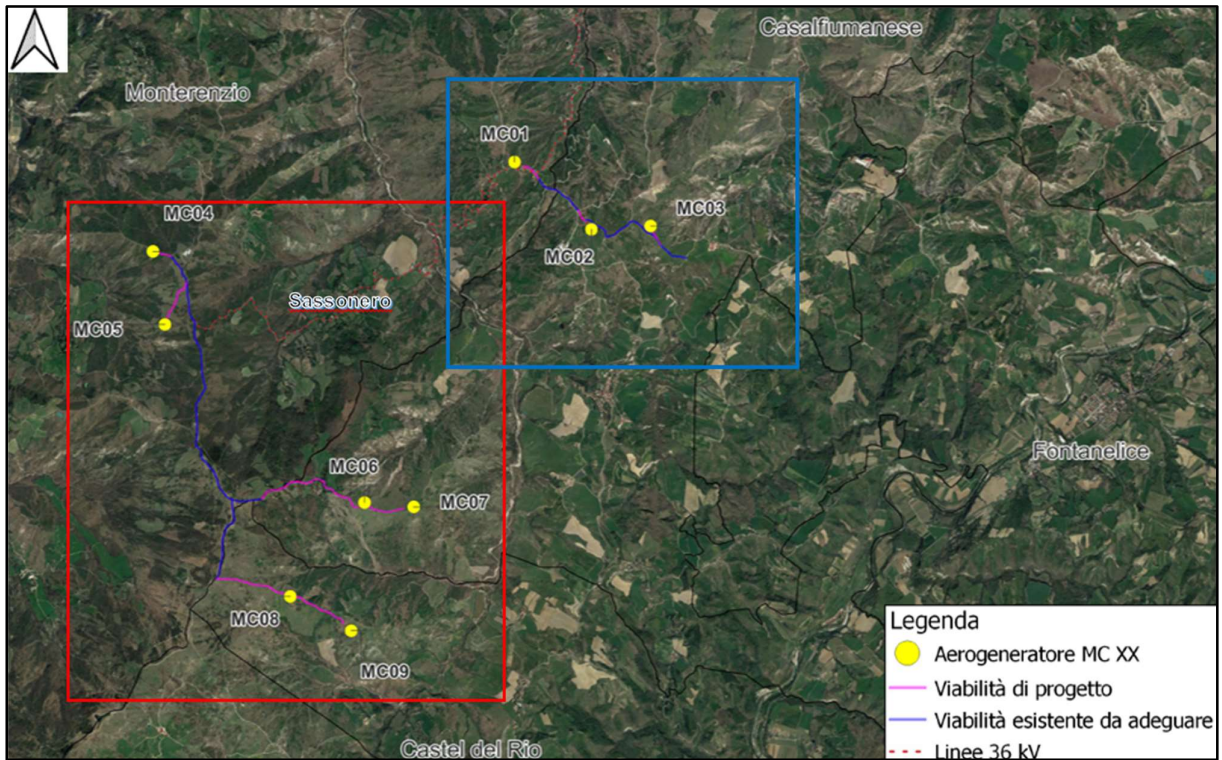 Casalfiumanese
Monterenzio
MC01
MC04
MC03
MC02
Sassonero
MC05
Fontanelice
MC06
MC07
MC08
MC09
Castel del Rio
Legenda
Aerogeneratore MC XX
Viabilità di progetto
Viabilità esistente da adeguare
Linee 36 kV